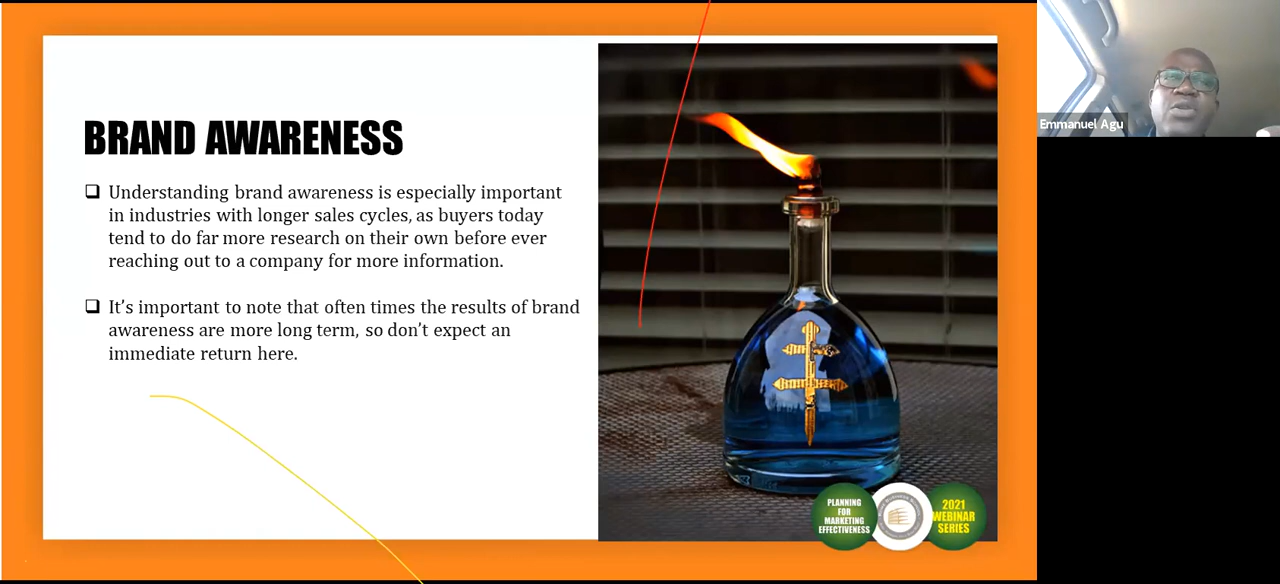 BRAND AWARENESS
Understanding brand awareness is especially important
in industries with longer sales cycles, as buyers today
tend to do far more research on their own before ever
reaching out to a company for more information.
It’s important to note that often times the results of brand
awareness are more long term, so don’t expect an
immediate return here.
PLANNING
FOR
MARKETING
EFFECTIVENESS
2021
WEBINAR
SERIES
Emmanuel Agu